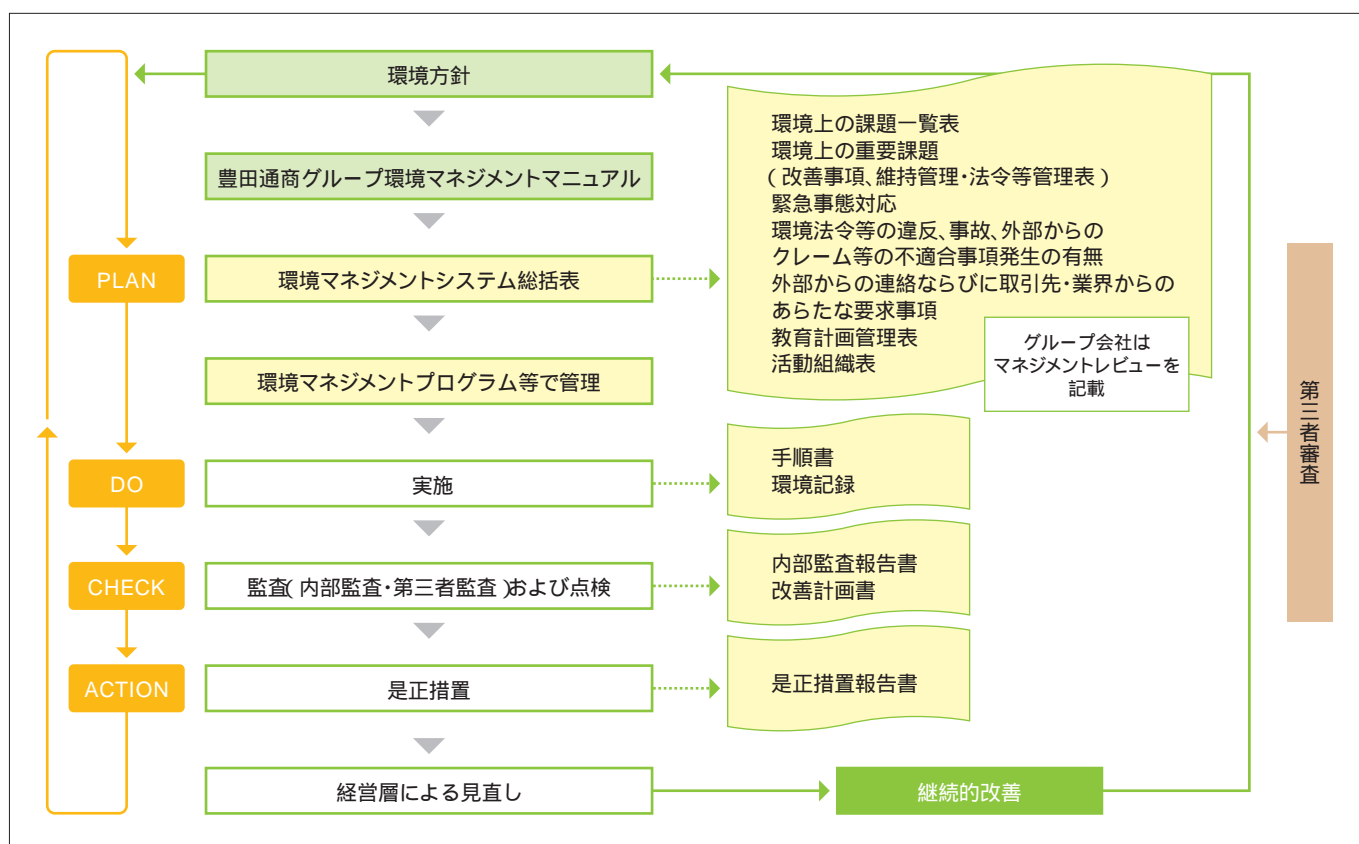 環境方針
豊田通商グループ環境マネジメントマニュアル
PLAN
環境マネジメントシステム総括表
環境上の課題一覧表
環境上の重要課題
(改善事項、維持管理・法令等管理表)
緊急事態対応
環境法令等の違反、事故、外部からの
クレーム等の不適合事項発生の有無
外部からの連絡ならびに取引先・業界からの
あらたな要求事項
教育計画管理表
活動組織表
グループ会社は
マネジメントレビューを
記載
環境マネジメントプログラム等で管理
DO
実施
手順書
環境記録
CHECK
監査(内部監査・第三者監査)および点検
内部監査報告書
改善計画書
ACTION
是正措置
是正措置報告書
経営層による見直し
継続的改善
第三者審査